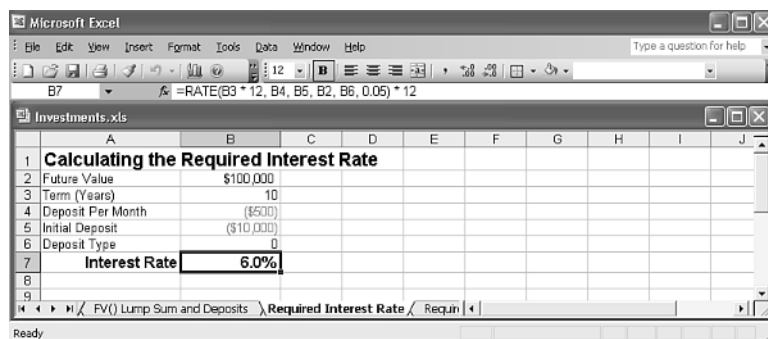 Microsoft Excel
File Edit View Insert Format Tools Data Window Help Type a question for help
12 B
B7 fx =RATE(B3 * 12, B4, B5, B2, B6, 0.05) * 12
Investments.xls
A B C D E F G H I J
1 Calculating the Required Interest Rate
2 Future Value $100,000
3 Term (Years) 10
4 Deposit Per Month ($500)
5 Initial Deposit ($10,000)
6 Deposit Type 0
7 Interest Rate 6.0%
8
9
FV() Lump Sum and Deposits Required Interest Rate Requir
Ready